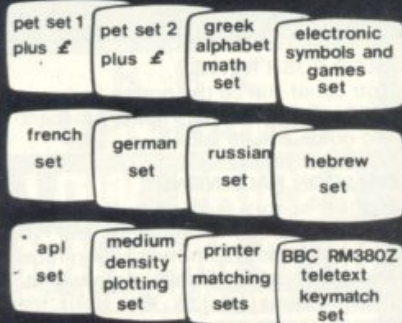 pet set 1
plus £
pet set 2
plus £
greek
alphabet
math
set
electronic
symbols and
games
set
french
set
german
set
russian
set
hebrew
set
apl
set
medium
density
plotting
set
printer
matching
sets
BBC RM380Z
teletext
keymatch
set